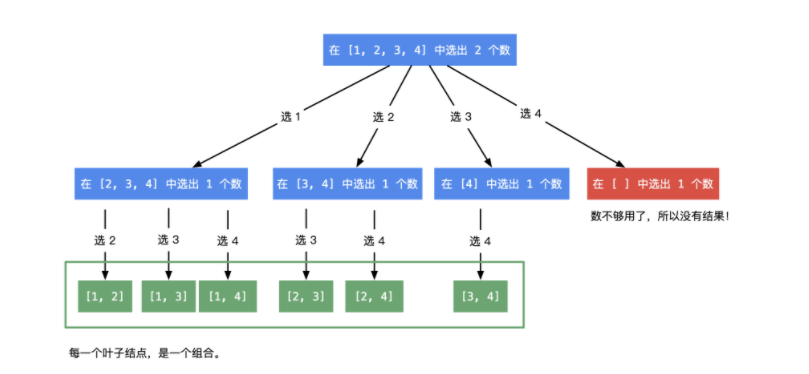 在 [1, 2, 3, 4] 中选出 2 个数
选 1
选 2
选 3
选 4
在 [2, 3, 4] 中选出 1 个数
在 [3, 4] 中选出 1 个数
在 [4] 中选出 1 个数
在 [ ] 中选出 1 个数
数不够用了，所以没有结果！
选 2
选 3
选 4
选 3
选 4
选 4
[1, 2]
[1, 3]
[1, 4]
[2, 3]
[2, 4]
[3, 4]
每一个叶子结点，是一个组合。